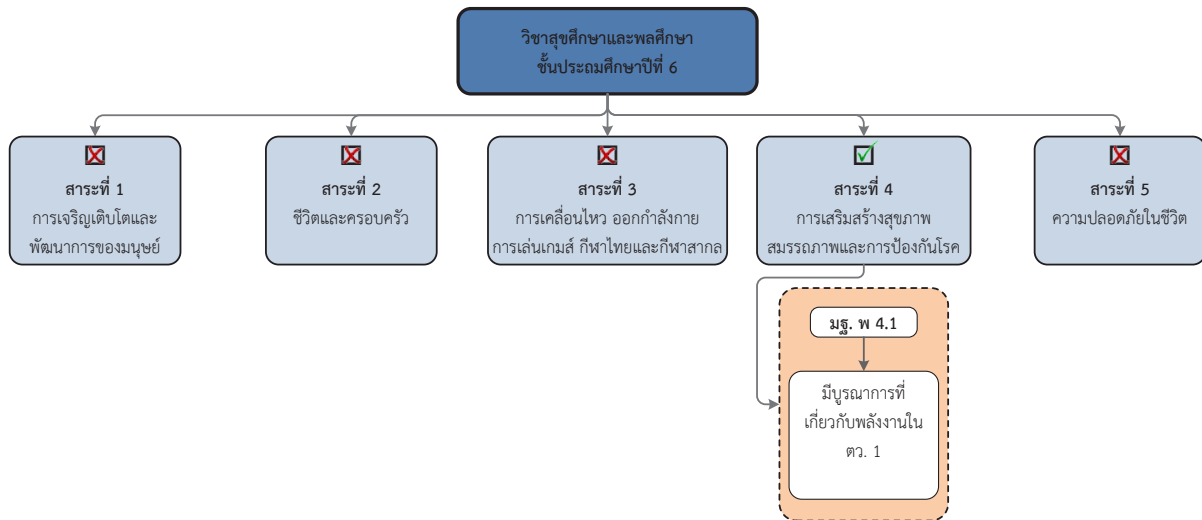 วิชาสุขศึกษาและพลศึกษา
ชั้นประถมศึกษาปีที่ 6
สาระที่ 1
การเจริญเติบโตและ
พัฒนาการของมนุษย์
สาระที่ 2
ชีวิตและครอบครัว
สาระที่ 3
การเคลื่อนไหว ออกกำลังกาย
การเล่นเกมส์ กีฬาไทยและกีฬาสากล
สาระที่ 4
การเสริมสร้างสุขภาพ
สมรรถภาพและการป้องกันโรค
สาระที่ 5
ความปลอดภัยในชีวิต
มฐ. พ 4.1
มีบูรณาการที่
เกี่ยวกับพลังงานใน
ตว. 1